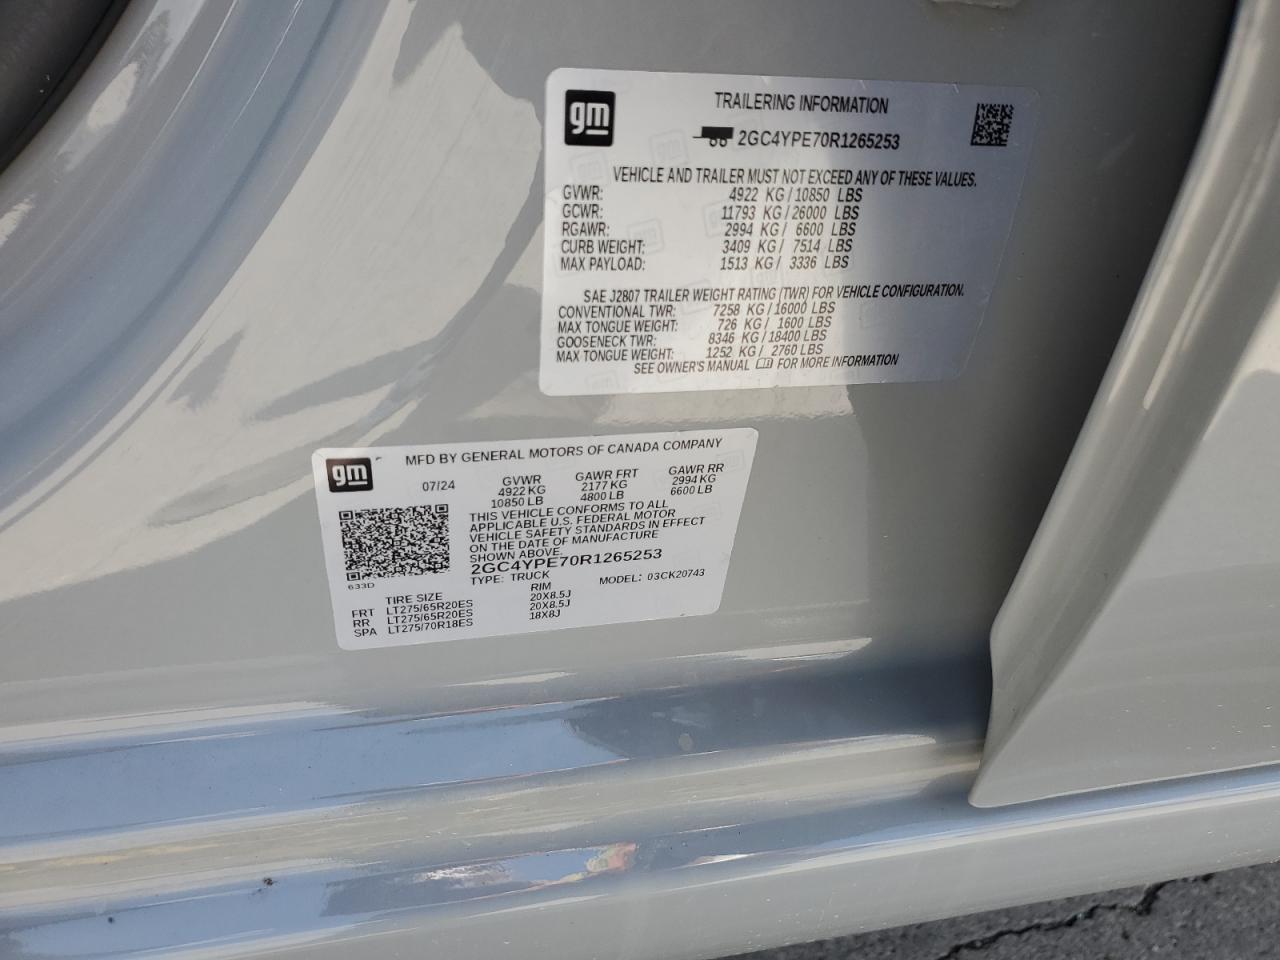 gm
TRAILERING INFORMATION
2GC4YPE70R1265253
VEHICLE AND TRAILER MUST NOT EXCEED ANY OF THESE VALUES.
GVWR: 4922 KG/10850 LBS
GCWR: 11793 KG/26000 LBS
RGAWR: 2994 KG/ 6600 LBS
CURB WEIGHT: 3409 KG/ 7514 LBS
MAX PAYLOAD: 1513 KG/ 3336 LBS
SAE J2807 TRAILER WEIGHT RATING (TWR) FOR VEHICLE CONFIGURATION.
CONVENTIONAL TWR: 7258 KG/16000 LBS
MAX TONGUE WEIGHT: 726 KG/ 1600 LBS
GOOSENECK TWR: 8346 KG/18400 LBS
MAX TONGUE WEIGHT: 1252 KG/ 2760 LBS
SEE OWNER'S MANUAL FOR MORE INFORMATION
gm
MFD BY GENERAL MOTORS OF CANADA COMPANY
07/24 GVWR GAWR FRT GAWR RR
4922 KG 2177 KG 2994 KG
10850 LB 4800 LB 6600 LB
THIS VEHICLE CONFORMS TO ALL
APPLICABLE U.S. FEDERAL MOTOR
VEHICLE SAFETY STANDARDS IN EFFECT
ON THE DATE OF MANUFACTURE
SHOWN ABOVE.
2GC4YPE70R1265253
TYPE: TRUCK MODEL: 03CK20743
633D
TIRE SIZE RIM
FRT LT275/65R20ES 20X8.5J
RR LT275/65R20ES 20X8.5J
SPA LT275/70R18ES 18X8J